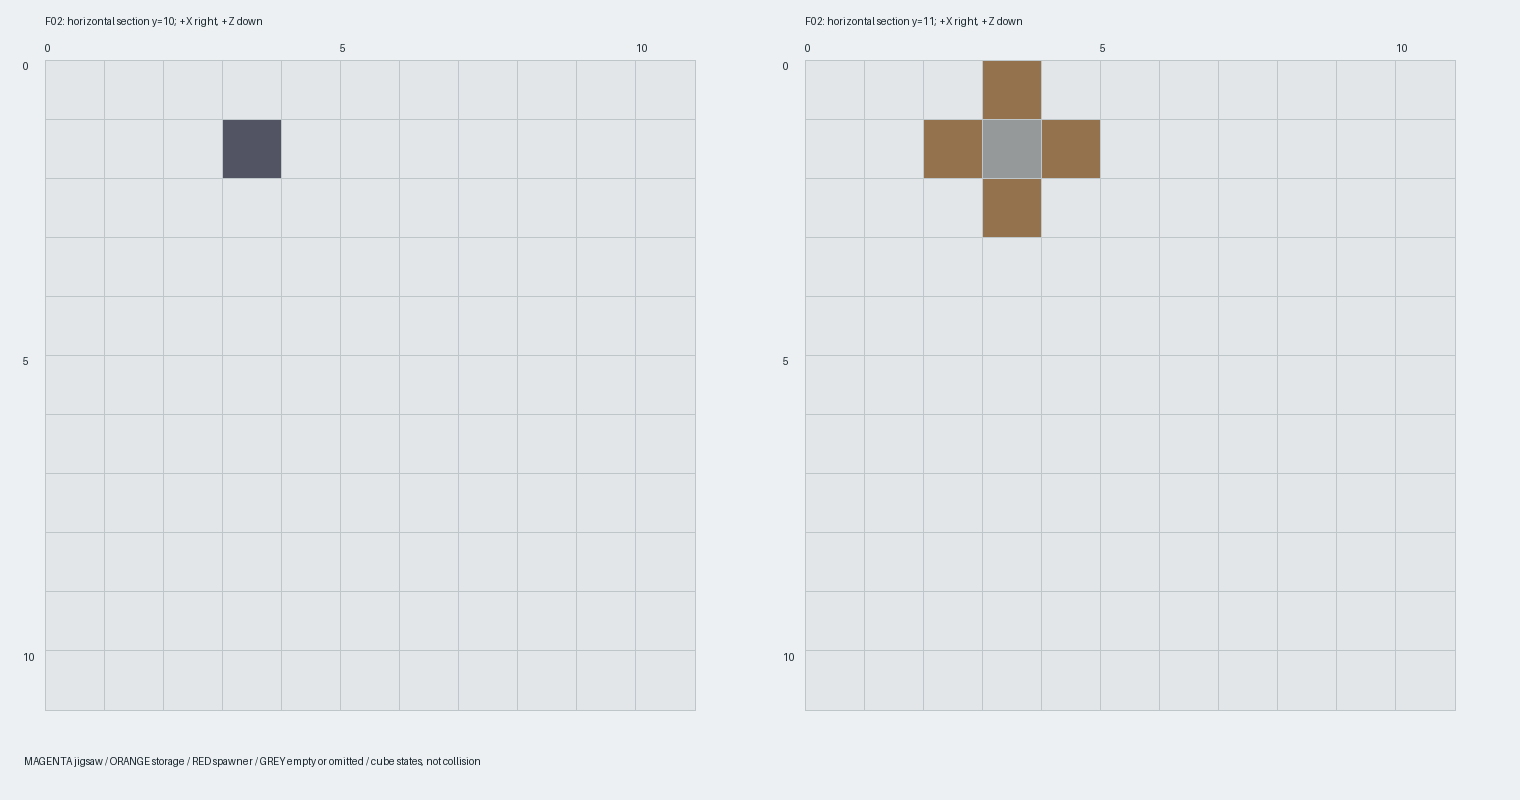 F02: horizontal section y=10; +X right, +Z down
F02: horizontal section y=11; +X right, +Z down
0 5 10
0 5 10
0 0
5 5
10 10
MAGENTA jigsaw / ORANGE storage / RED spawner / GREY empty or omitted / cube states, not collision